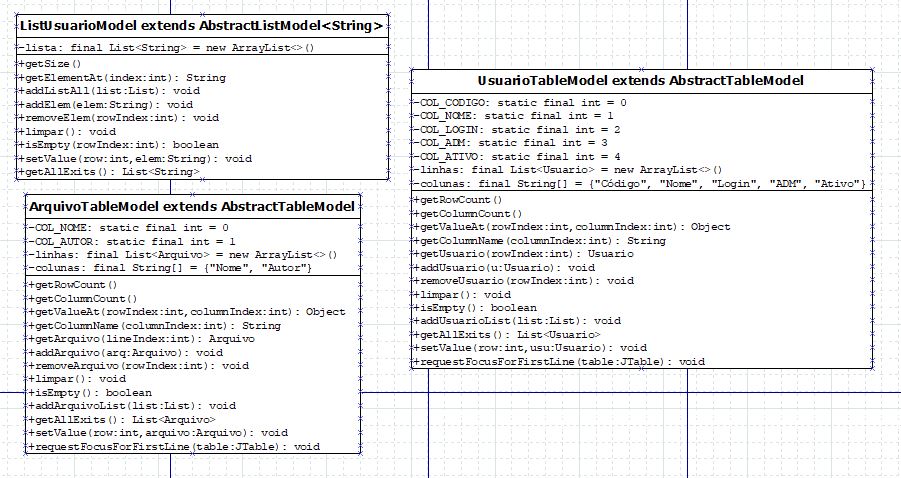 ListUsuarioModel extends AbstractListModel<String>
-lista: final List<String> = new ArrayList<>()
+getSize()
+getElementAt(index:int): String
+addListAll(list:List): void
+addElem(elem:String): void
+removeElem(rowIndex:int): void
+limpar(): void
+isEmpty(rowIndex:int): boolean
+setValue(row:int,elem:String): void
+getAllExits(): List<String>
ArquivoTableModel extends AbstractTableModel
-COL_NOME: static final int = 0
-COL_AUTOR: static final int = 1
-linhas: final List<Arquivo> = new ArrayList<>()
-colunas: final String[] = {"Nome", "Autor"}
+getRowCount()
+getColumnCount()
+getValueAt(rowIndex:int,columnIndex:int): Object
+getColumnName(columnIndex:int): String
+getArquivo(lineIndex:int): Arquivo
+addArquivo(arq:Arquivo): void
+removeArquivo(rowIndex:int): void
+limpar(): void
+isEmpty(): boolean
+addArquivoList(list:List): void
+getAllExits(): List<Arquivo>
+setValue(row:int,arquivo:Arquivo): void
+requestFocusForFirstLine(table:JTable): void
UsuarioTableModel extends AbstractTableModel
-COL_CODIGO: static final int = 0
-COL_NOME: static final int = 1
-COL_LOGIN: static final int = 2
-COL_ADM: static final int = 3
-COL_ATIVO: static final int = 4
-linhas: final List<Usuario> = new ArrayList<>()
-colunas: final String[] = {"Código", "Nome", "Login", "ADM", "Ativo"}
+getRowCount()
+getColumnCount()
+getValueAt(rowIndex:int,columnIndex:int): Object
+getColumnName(columnIndex:int): String
+getUsuario(rowIndex:int): Usuario
+addUsuario(u:Usuario): void
+removeUsuario(rowIndex:int): void
+limpar(): void
+isEmpty(): boolean
+addUsuarioList(list:List): void
+getAllExits(): List<Usuario>
+setValue(row:int,usu:Usuario): void
+requestFocusForFirstLine(table:JTable): void